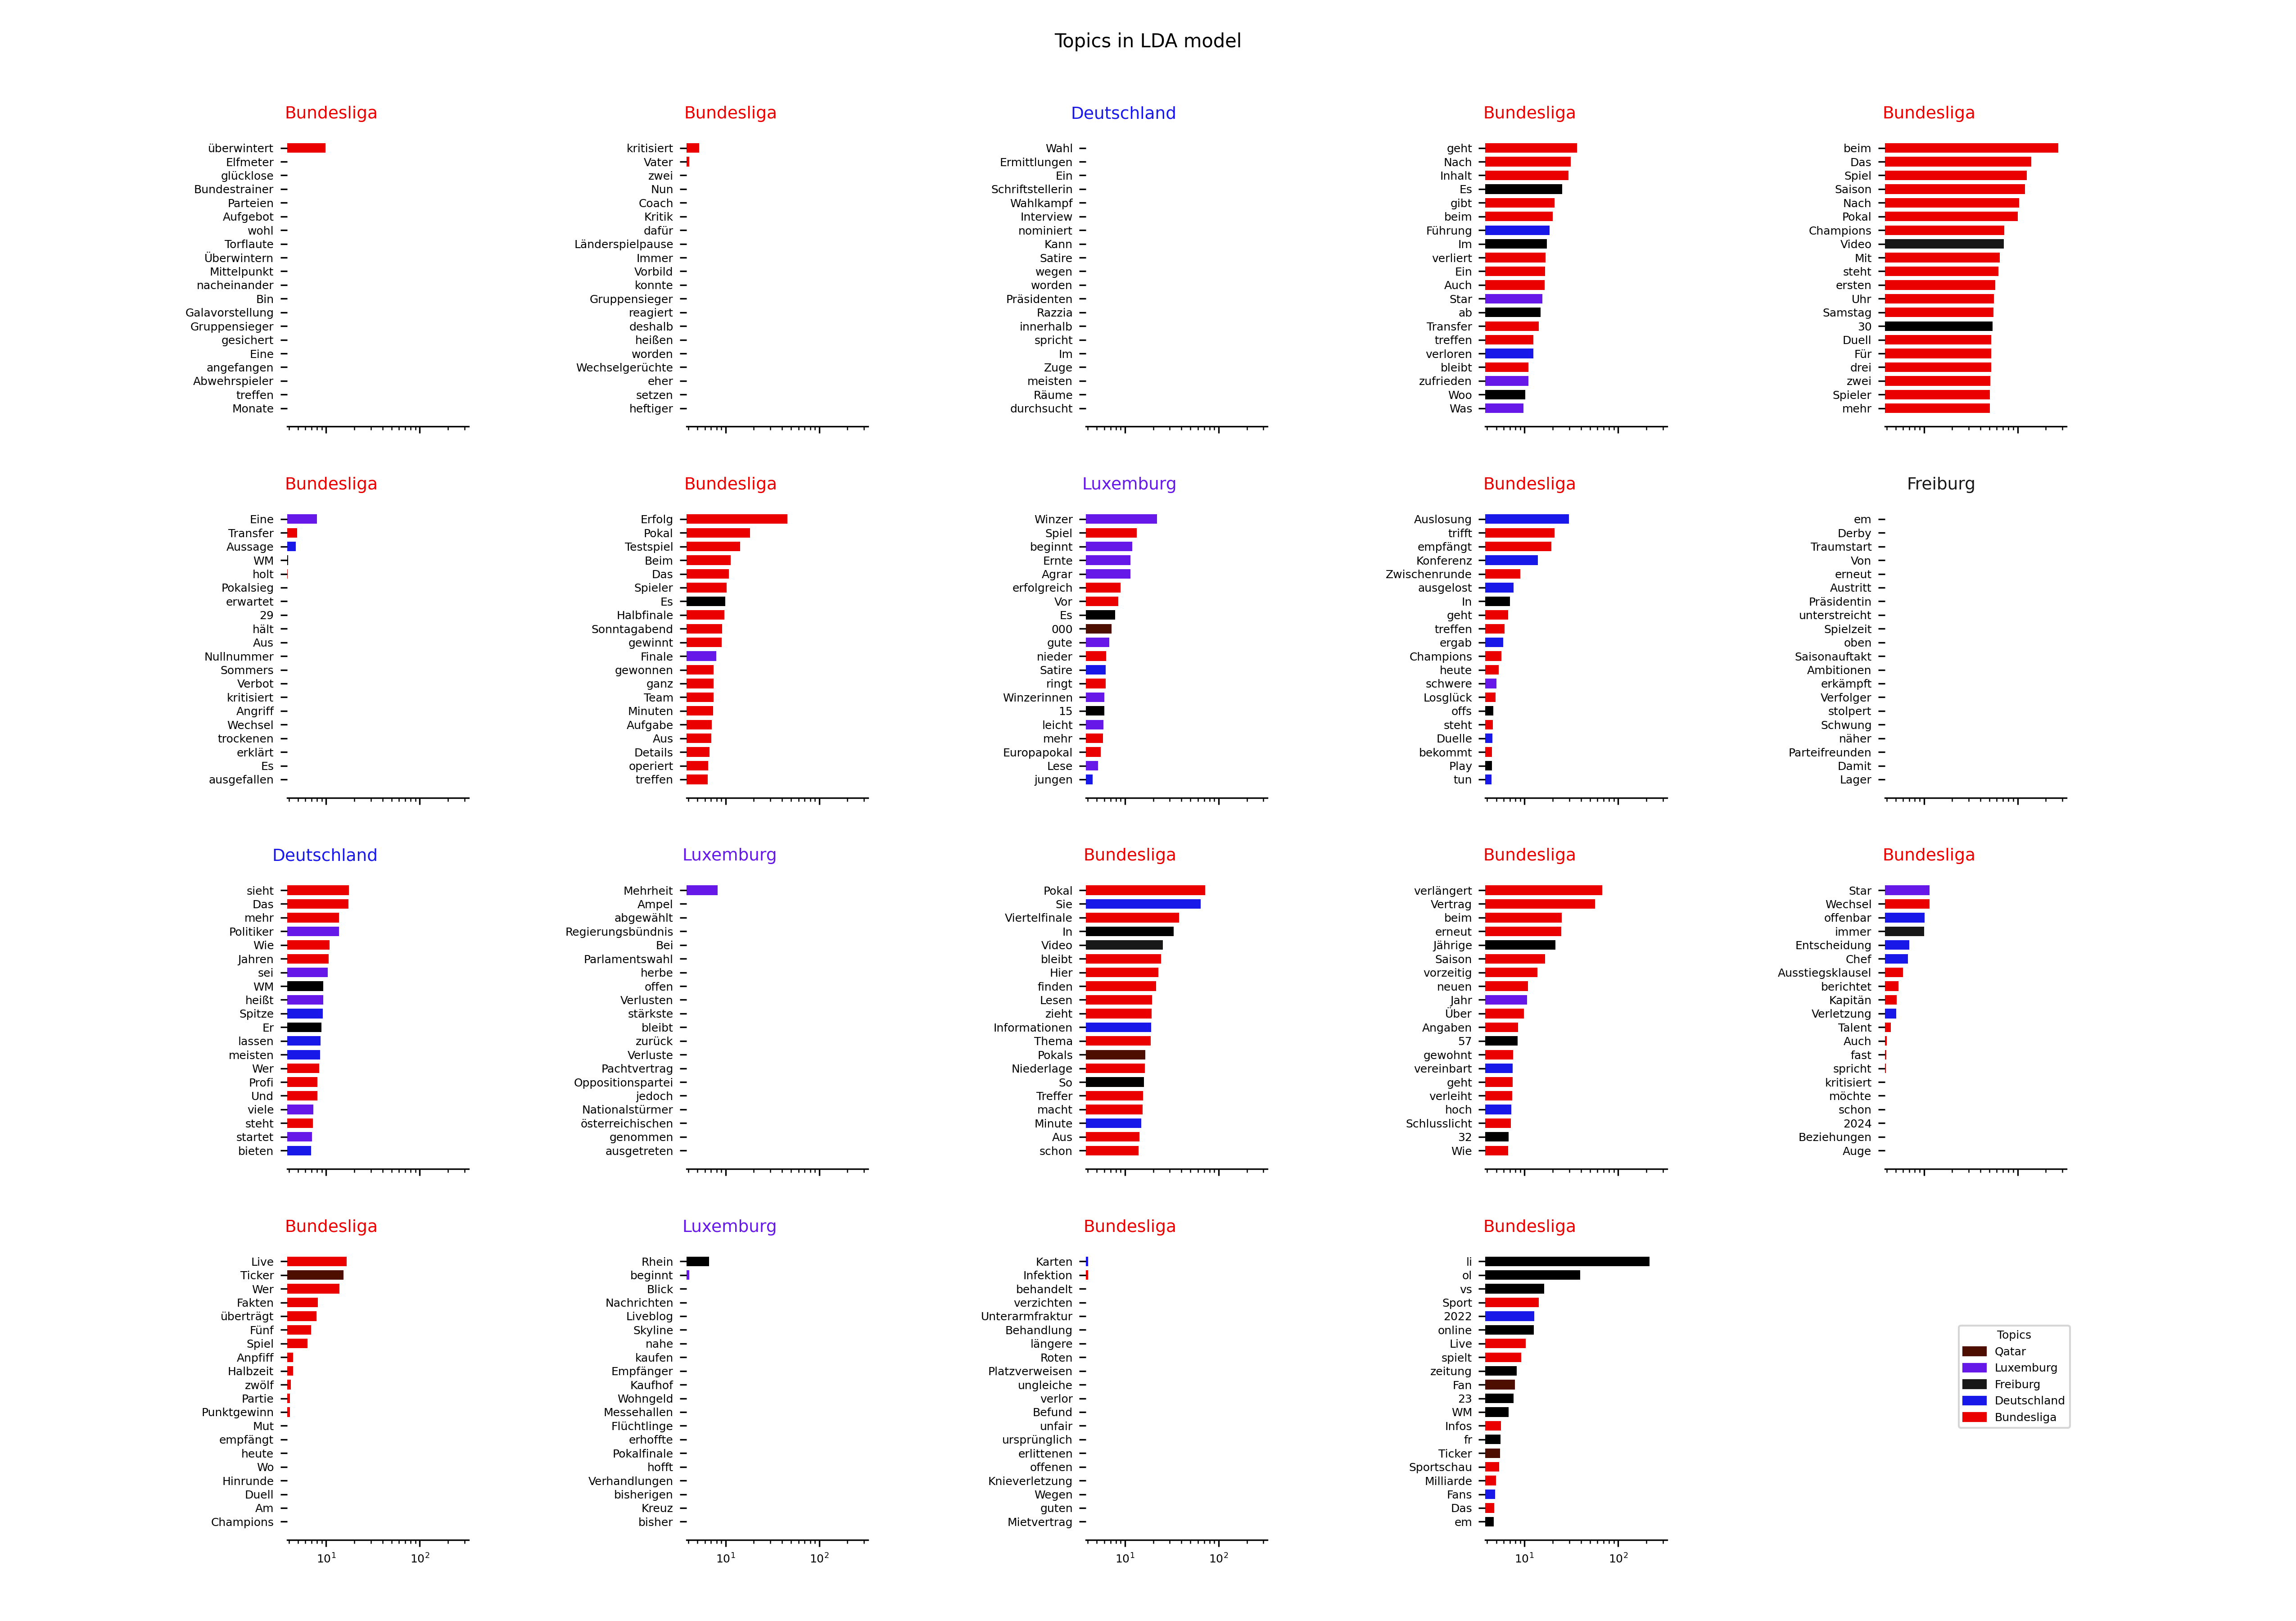 Topics in LDA model
Bundesliga
überwintert
Elfmeter
glücklose
Bundestrainer
Parteien
Aufgebot
wohl
Torflaute
Überwintern
Mittelpunkt
nacheinander
Bin
Galavorstellung
Gruppensieger
gesichert
Eine
angefangen
Abwehrspieler
treffen
Monate
Bundesliga
kritisiert
Vater
zwei
Nun
Coach
Kritik
dafür
Länderspielpause
Immer
Vorbild
konnte
Gruppensieger
reagiert
deshalb
heißen
worden
Wechselgerüchte
eher
setzen
heftiger
Deutschland
Wahl
Ermittlungen
Ein
Schriftstellerin
Wahlkampf
Interview
nominiert
Kann
Satire
wegen
worden
Präsidenten
Razzia
innerhalb
spricht
Im
Zuge
meisten
Räume
durchsucht
Bundesliga
geht
Nach
Inhalt
Es
gibt
beim
Führung
Im
verliert
Ein
Auch
Star
ab
Transfer
treffen
verloren
bleibt
zufrieden
Woo
Was
Bundesliga
beim
Das
Spiel
Saison
Nach
Pokal
Champions
Video
Mit
steht
ersten
Uhr
Samstag
30
Duell
Für
drei
zwei
Spieler
mehr
Bundesliga
Eine
Transfer
Aussage
WM
holt
Pokalsieg
erwartet
29
hält
Aus
Nullnummer
Sommers
Verbot
kritisiert
Angriff
Wechsel
trockenen
erklärt
Es
ausgefallen
Bundesliga
Erfolg
Pokal
Testspiel
Beim
Das
Spieler
Es
Halbfinale
Sonntagabend
gewinnt
Finale
gewonnen
ganz
Team
Minuten
Aufgabe
Aus
Details
operiert
treffen
Luxemburg
Winzer
Spiel
beginnt
Ernte
Agrar
erfolgreich
Vor
Es
000
gute
nieder
Satire
ringt
Winzerinnen
15
leicht
mehr
Europapokal
Lese
jungen
Bundesliga
Auslosung
trifft
empfängt
Konferenz
Zwischenrunde
ausgelost
In
geht
treffen
ergab
Champions
heute
schwere
Losglück
offs
steht
Duelle
bekommt
Play
tun
Freiburg
em
Derby
Traumstart
Von
erneut
Austritt
Präsidentin
unterstreicht
Spielzeit
oben
Saisonauftakt
Ambitionen
erkämpft
Verfolger
stolpert
Schwung
näher
Parteifreunden
Damit
Lager
Deutschland
sieht
Das
mehr
Politiker
Wie
Jahren
sei
WM
heißt
Spitze
Er
lassen
meisten
Wer
Profi
Und
viele
steht
startet
bieten
Luxemburg
Mehrheit
Ampel
abgewählt
Regierungsbündnis
Bei
Parlamentswahl
herbe
offen
Verlusten
stärkste
bleibt
zurück
Verluste
Pachtvertrag
Oppositionspartei
jedoch
Nationalstürmer
österreichischen
genommen
ausgetreten
Bundesliga
Pokal
Sie
Viertelfinale
In
Video
bleibt
Hier
finden
Lesen
zieht
Informationen
Thema
Pokals
Niederlage
So
Treffer
macht
Minute
Aus
schon
Bundesliga
verlängert
Vertrag
beim
erneut
Jährige
Saison
vorzeitig
neuen
Jahr
Über
Angaben
57
gewohnt
vereinbart
geht
verleiht
hoch
Schlusslicht
32
Wie
Bundesliga
Star
Wechsel
offenbar
immer
Entscheidung
Chef
Ausstiegsklausel
berichtet
Kapitän
Verletzung
Talent
Auch
fast
spricht
kritisiert
möchte
schon
2024
Beziehungen
Auge
Bundesliga
Live
Ticker
Wer
Fakten
überträgt
Fünf
Spiel
Anpfiff
Halbzeit
zwölf
Partie
Punktgewinn
Mut
empfängt
heute
Wo
Hinrunde
Duell
Am
Champions
10¹ 10²
Luxemburg
Rhein
beginnt
Blick
Nachrichten
Liveblog
Skyline
nahe
kaufen
Empfänger
Kaufhof
Wohngeld
Messehallen
Flüchtlinge
erhoffte
Pokalfinale
hofft
Verhandlungen
bisherigen
Kreuz
bisher
10¹ 10²
Bundesliga
Karten
Infektion
behandelt
verzichten
Unterarmfraktur
Behandlung
längere
Roten
Platzverweisen
ungleiche
verlor
Befund
unfair
ursprünglich
erlittenen
offenen
Knieverletzung
Wegen
guten
Mietvertrag
10¹ 10²
Bundesliga
li
ol
vs
Sport
2022
online
Live
spielt
zeitung
Fan
23
WM
Infos
fr
Ticker
Sportschau
Milliarde
Fans
Das
em
10¹ 10²
Topics
Qatar
Luxemburg
Freiburg
Deutschland
Bundesliga